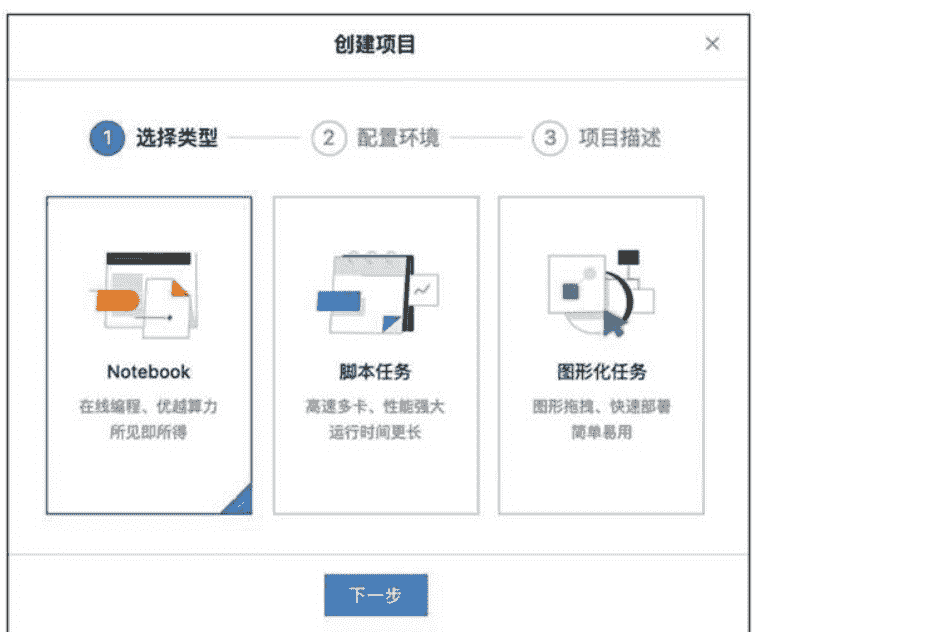 创建项目
1 选择类型 2 配置环境 3 项目描述
Notebook
在线编程、优越算力
所见即所得
脚本任务
高速多卡、性能强大
运行时间更长
图形化任务
图形拖拽、快速部署
简单易用
下一步